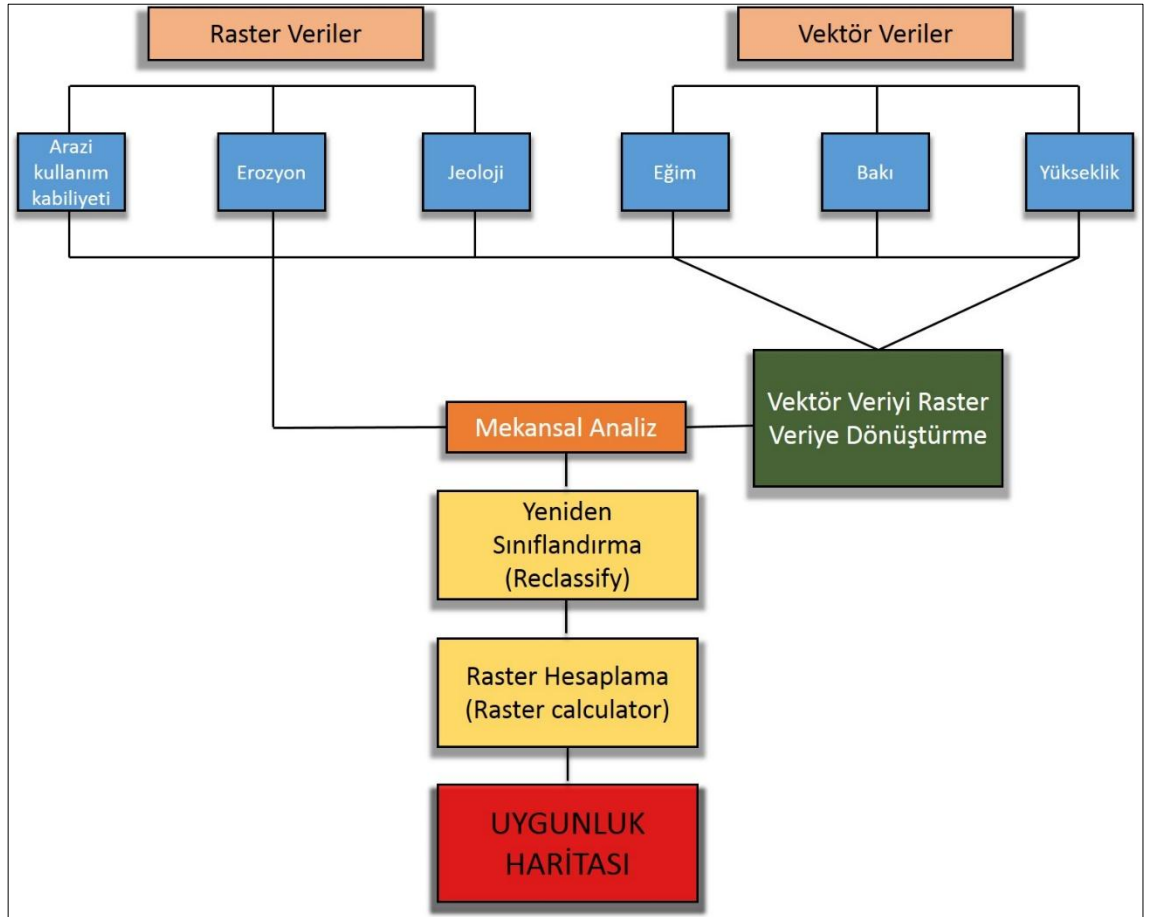 Raster Veriler
Vektör Veriler
Arazi
kullanım
kabiliyeti
Erozyon
Jeoloji
Eğim
Bakı
Yükseklik
Vektör Veriyi Raster
Veriye Dönüştürme
Mekansal Analiz
Yeniden
Sınıflandırma
(Reclassify)
Raster Hesaplama
(Raster calculator)
UYGUNLUK
HARİTASI